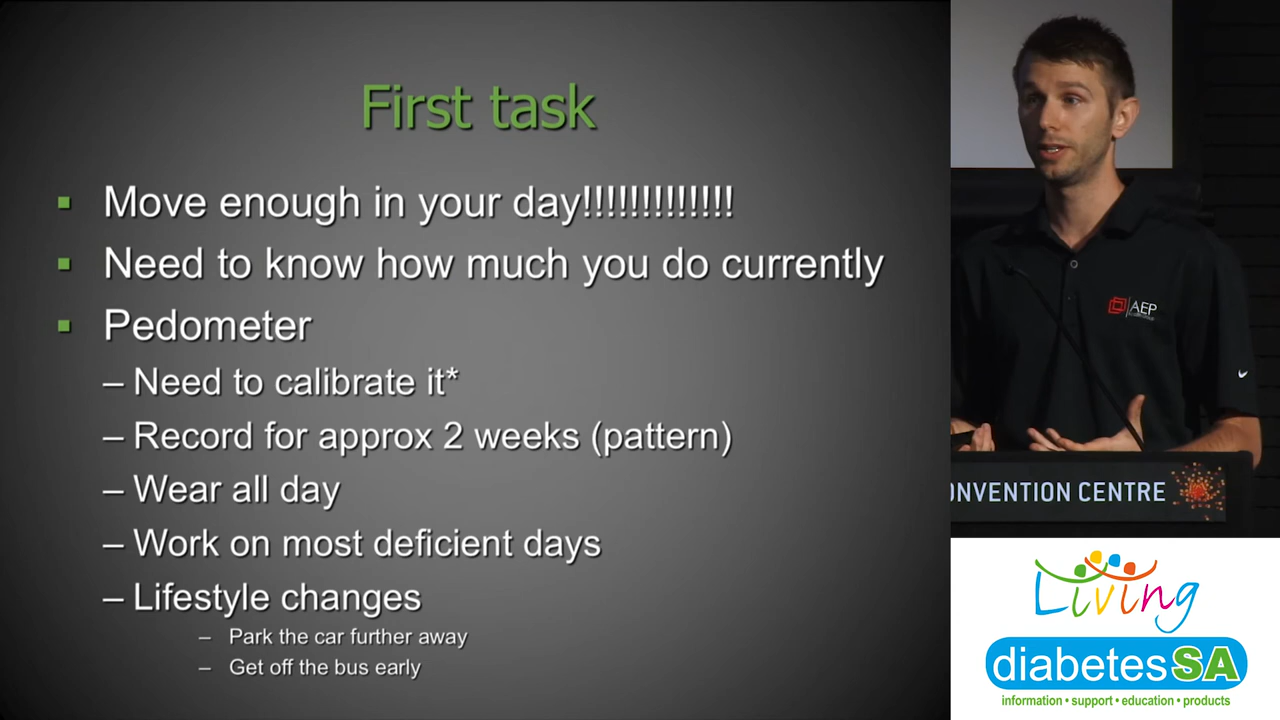 First task
Move enough in your day!!!!!!!!!!!!!
Need to know how much you do currently
Pedometer
– Need to calibrate it*
– Record for approx 2 weeks (pattern)
– Wear all day
– Work on most deficient days
– Lifestyle changes
– Park the car further away
– Get off the bus early
AEP
ONVENTION CENTRE
Living
diabetesSA
information • support • education • products